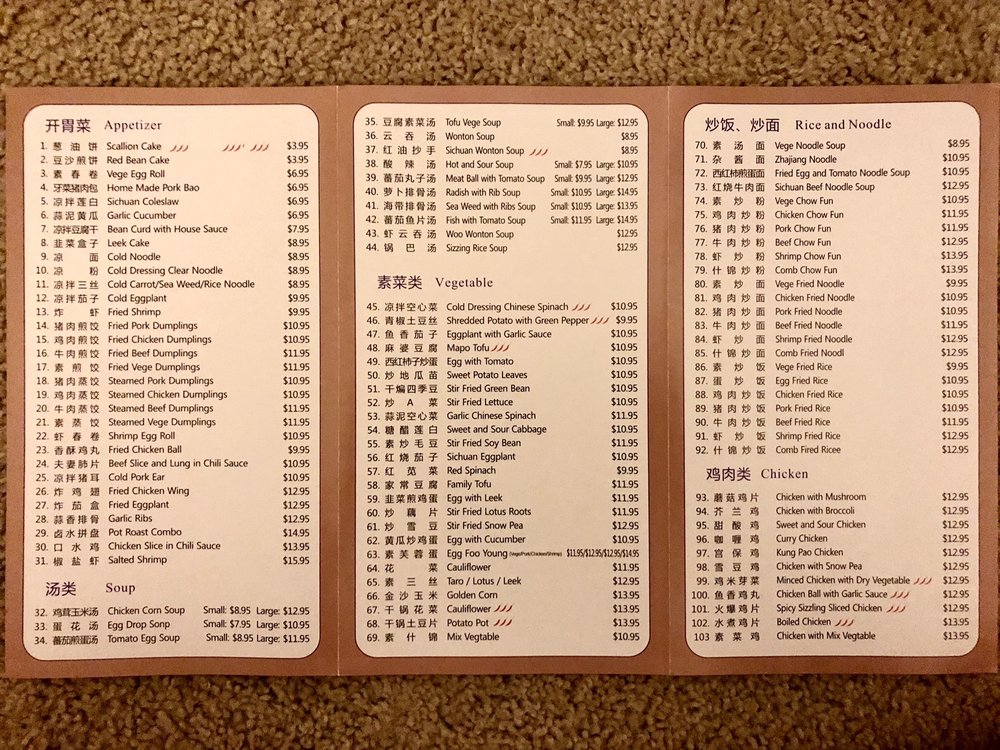 开胃菜 Appetizer
1. 葱油饼 Scallion Cake $3.95
2. 豆沙煎饼 Red Bean Cake $3.95
3. 素春卷 Vege Egg Roll $6.95
4. 牙菜猪肉包 Home Made Pork Bao $6.95
5. 凉拌莲白 Sichuan Coleslaw $6.95
6. 蒜泥黄瓜 Garlic Cucumber $6.95
7. 凉拌豆腐干 Bean Curd with House Sauce $7.95
8. 韭菜盒子 Leek Cake $8.95
9. 凉面 Cold Noodle $8.95
10. 凉粉 Cold Dressing Clear Noodle $8.95
11. 凉拌三丝 Cold Carrot/Sea Weed/Rice Noodle $8.95
12. 凉拌茄子 Cold Eggplant $9.95
13. 炸虾 Fried Shrimp $9.95
14. 猪肉煎饺 Fried Pork Dumplings $10.95
15. 鸡肉煎饺 Fried Chicken Dumplings $10.95
16. 牛肉煎饺 Fried Beef Dumplings $11.95
17. 素煎饺 Fried Vege Dumplings $11.95
18. 猪肉蒸饺 Steamed Pork Dumplings $10.95
19. 鸡肉蒸饺 Steamed Chicken Dumplings $10.95
20. 牛肉蒸饺 Steamed Beef Dumplings $11.95
21. 素蒸饺 Steamed Vege Dumplings $11.95
22. 虾春卷 Shrimp Egg Roll $10.95
23. 香酥鸡丸 Fried Chicken Ball $9.95
24. 夫妻肺片 Beef Slice and Lung in Chili Sauce $10.95
25. 凉拌猪耳 Cold Pork Ear $10.95
26. 炸鸡翅 Fried Chicken Wing $12.95
27. 炸茄盒 Fried Eggplant $12.95
28. 蒜香排骨 Garlic Ribs $12.95
29. 卤水拼盘 Pot Roast Combo $14.95
30. 口水鸡 Chicken Slice in Chili Sauce $13.95
31. 椒盐虾 Salted Shrimp $15.95
汤类 Soup
32. 鸡茸玉米汤 Chicken Corn Soup Small: $8.95 Large: $12.95
33. 蛋花汤 Egg Drop Sonp Small: $7.95 Large: $10.95
34. 蕃茄煎蛋汤 Tomato Egg Soup Small: $8.95 Large: $11.95
35. 豆腐素菜汤 Tofu Vege Soup Small: $9.95 Large: $12.95
36. 云吞汤 Wonton Soup $8.95
37. 红油抄手 Sichuan Wonton Soup $8.95
38. 酸辣汤 Hot and Sour Soup Small: $7.95 Large: $10.95
39. 蕃茄丸子汤 Meat Ball with Tomato Soup Small: $9.95 Large: $12.95
40. 萝卜排骨汤 Radish with Rib Soup Small: $10.95 Large: $14.95
41. 海带排骨汤 Sea Weed with Ribs Soup Small: $10.95 Large: $13.95
42. 蕃茄鱼片汤 Fish with Tomato Soup Small: $11.95 Large: $14.95
43. 虾云吞汤 Woo Wonton Soup $12.95
44. 锅巴汤 Sizzing Rice Soup $12.95
素菜类 Vegetable
45. 凉拌空心菜 Cold Dressing Chinese Spinach $10.95
46. 青椒土豆丝 Shredded Potato with Green Pepper $9.95
47. 鱼香茄子 Eggplant with Garlic Sauce $10.95
48. 麻婆豆腐 Mapo Tofu $10.95
49. 西红柿子炒蛋 Egg with Tomato $10.95
50. 炒地瓜苗 Sweet Potato Leaves $10.95
51. 干煸四季豆 Stir Fried Green Bean $10.95
52. 炒A菜 Stir Fried Lettuce $10.95
53. 蒜泥空心菜 Garlic Chinese Spinach $11.95
54. 糖醋莲白 Sweet and Sour Cabbage $10.95
55. 素炒毛豆 Stir Fried Soy Bean $11.95
56. 红烧茄子 Sichuan Eggplant $10.95
57. 红苋菜 Red Spinach $9.95
58. 家常豆腐 Family Tofu $11.95
59. 韭菜煎鸡蛋 Egg with Leek $11.95
60. 炒藕片 Stir Fried Lotus Roots $11.95
61. 炒雪豆 Stir Fried Snow Pea $12.95
62. 黄瓜炒鸡蛋 Egg with Cucumber $10.95
63. 素芙蓉蛋 Egg Foo Young (Vege/Pork/Chicken/Shrimp) $11.95/$12.95/$12.95/$14.95
64. 花菜 Cauliflower $11.95
65. 素三丝 Taro / Lotus / Leek $12.95
66. 金沙玉米 Golden Corn $13.95
67. 干锅花菜 Cauliflower $13.95
68. 干锅土豆片 Potato Pot $13.95
69. 素什锦 Mix Vegtable $10.95
炒饭、炒面 Rice and Noodle
70. 素汤面 Vege Noodle Soup $8.95
71. 杂酱面 Zhajiang Noodle $10.95
72. 西红柿煎蛋面 Fried Egg and Tomato Noodle Soup $10.95
73. 红烧牛肉面 Sichuan Beef Noodle Soup $12.95
74. 素炒粉 Vege Chow Fun $10.95
75. 鸡肉炒粉 Chicken Chow Fun $11.95
76. 猪肉炒粉 Pork Chow Fun $11.95
77. 牛肉炒粉 Beef Chow Fun $12.95
78. 虾炒粉 Shrimp Chow Fun $13.95
79. 什锦炒粉 Comb Chow Fun $13.95
80. 素炒面 Vege Fried Noodle $9.95
81. 鸡肉炒面 Chicken Fried Noodle $10.95
82. 猪肉炒面 Pork Fried Noodle $10.95
83. 牛肉炒面 Beef Fried Noodle $11.95
84. 虾炒面 Shrimp Fried Noodle $12.95
85. 什锦炒面 Comb Fried Noodl $12.95
86. 素炒饭 Vege Fried Rice $9.95
87. 蛋炒饭 Egg Fried Rice $10.95
88. 鸡肉炒饭 Chicken Fried Rice $10.95
89. 猪肉炒饭 Pork Fried Rice $10.95
90. 牛肉炒饭 Beef Fried Rice $11.95
91. 虾炒饭 Shrimp Fried Rice $12.95
92. 什锦炒饭 Comb Fired Ricee $12.95
鸡肉类 Chicken
93. 蘑菇鸡片 Chicken with Mushroom $12.95
94. 芥兰鸡 Chicken with Broccoli $12.95
95. 甜酸鸡 Sweet and Sour Chicken $12.95
96. 咖喱鸡 Curry Chicken $12.95
97. 宫保鸡 Kung Pao Chicken $12.95
98. 雪豆鸡 Chicken with Snow Pea $12.95
99. 鸡米芽菜 Minced Chicken with Dry Vegetable $12.95
100. 鱼香鸡丸 Chicken Ball with Garlic Sauce $12.95
101. 火爆鸡片 Spicy Sizzling Sliced Chicken $12.95
102. 水煮鸡片 Boiled Chicken $13.95
103 素菜鸡 Chicken with Mix Vegtable $13.95